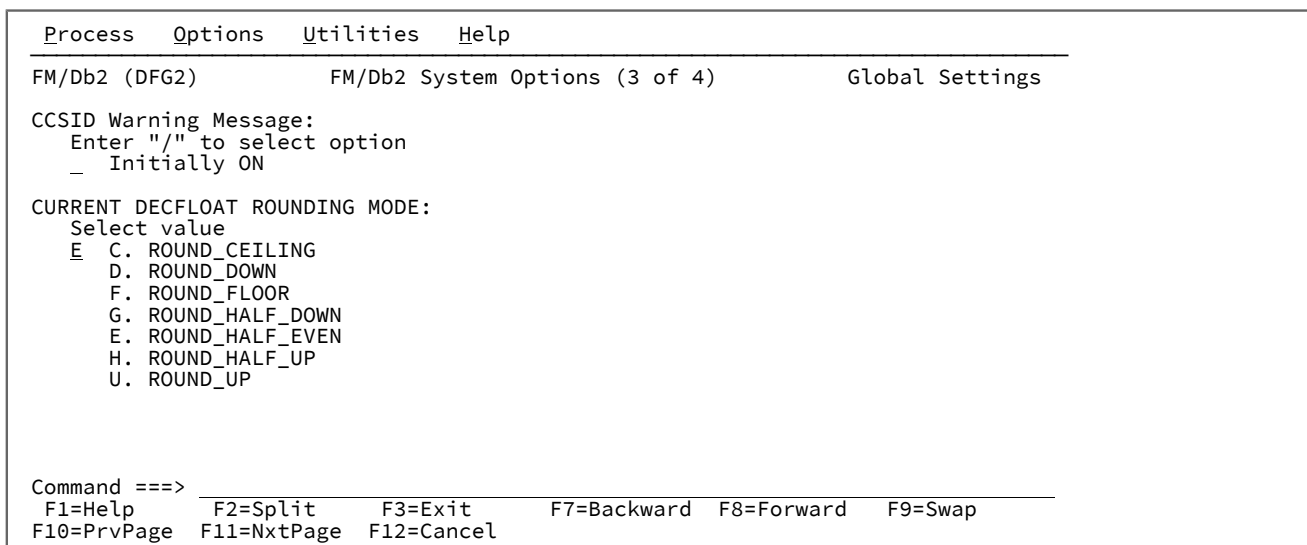 Process   Options   Utilities   Help
FM/Db2 (DFG2)   FM/Db2 System Options (3 of 4)   Global Settings
CCSID Warning Message:
Enter "/" to select option
_ Initially ON
CURRENT DECFLOAT ROUNDING MODE:
Select value
E C. ROUND_CEILING
D. ROUND_DOWN
F. ROUND_FLOOR
G. ROUND_HALF_DOWN
E. ROUND_HALF_EVEN
H. ROUND_HALF_UP
U. ROUND_UP
Command ===>
F1=Help   F2=Split   F3=Exit   F7=Backward   F8=Forward   F9=Swap
F10=PrvPage   F11=NxtPage   F12=Cancel